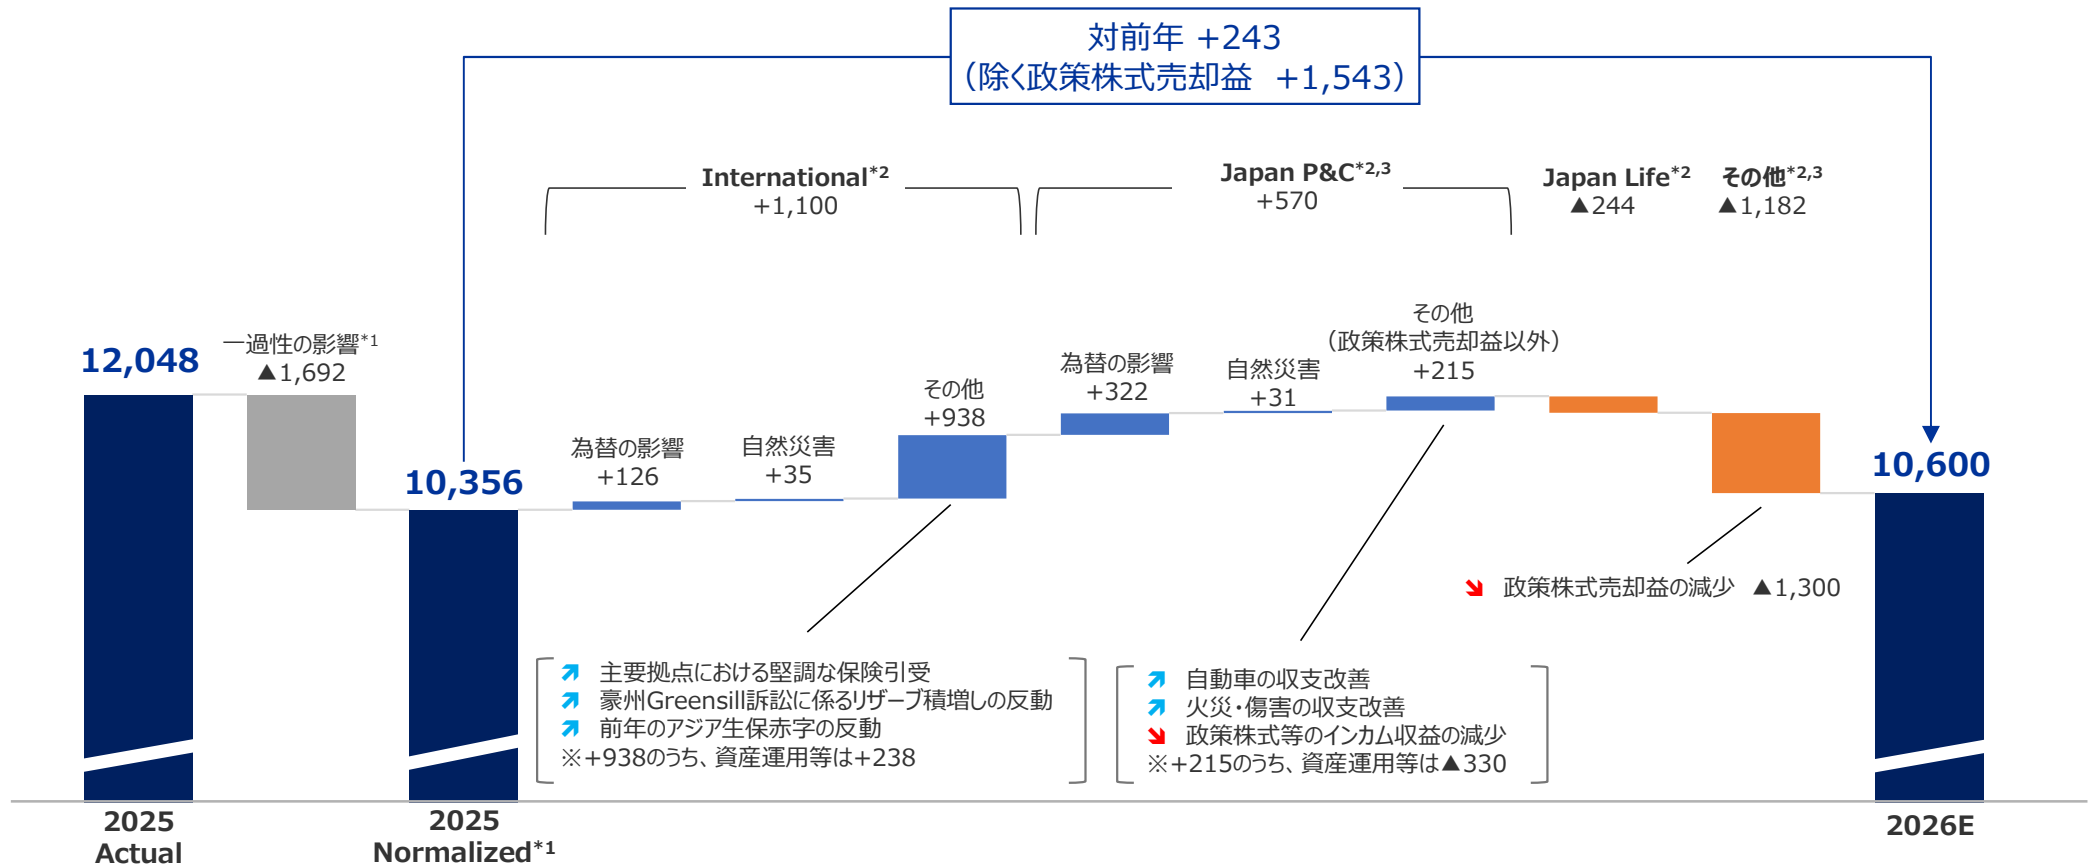 対前年 +243
（除く政策株式売却益 +1,543）
International*2
+1,100
Japan P&C*2,3
+570
Japan Life*2
▲244
その他*2,3
▲1,182
12,048
一過性の影響*1
▲1,692
10,356
為替の影響
+126
自然災害
+35
その他
+938
為替の影響
+322
自然災害
+31
その他
（政策株式売却益以外）
+215
10,600
政策株式売却益の減少 ▲1,300
主要拠点における堅調な保険引受
豪州Greensill訴訟に係るリザーブ積増しの反動
前年のアジア生保赤字の反動
※+938のうち、資産運用等は+238
自動車の収支改善
火災・傷害の収支改善
政策株式等のインカム収益の減少
※+215のうち、資産運用等は▲330
2025
Actual
2025
Normalized*1
2026E